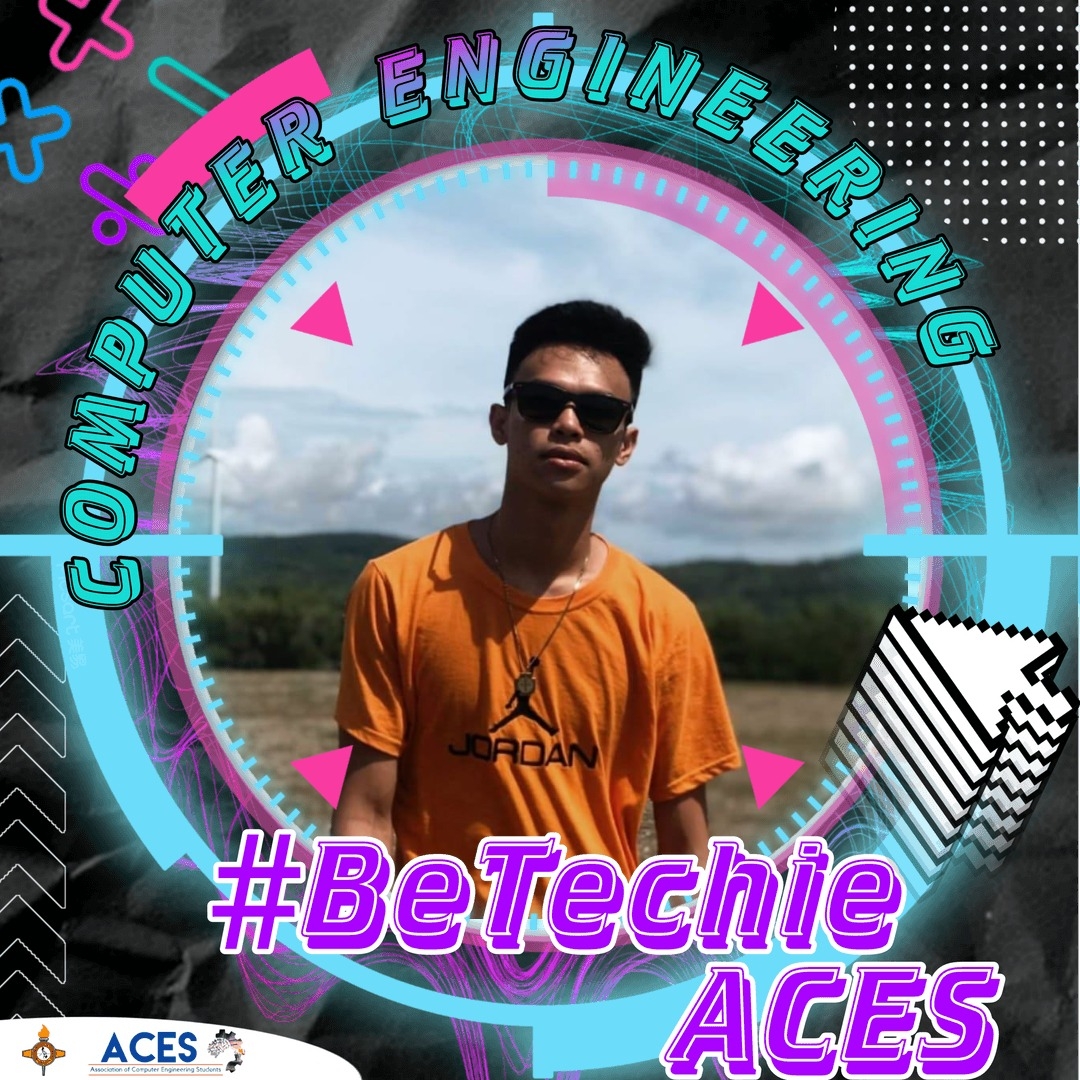 COMPUTER ENGINEERING
JORDAN
#BeTechie
ACES
ACES
Association of Computer Engineering Students